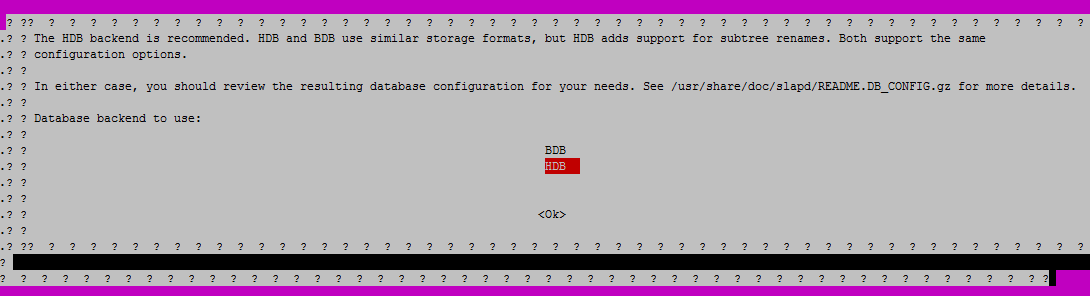 ? ?? ? ? ? ? ? ? ? ? ? ? ? ? ? ? ? ? ? ? ? ? ? ? ? ? ? ? ? ? ? ? ? ? ? ? ? ? ? ? ? ? ? ? ? ? ? ? ? ? ? ?
.? ? The HDB backend is recommended. HDB and BDB use similar storage formats, but HDB adds support for subtree renames. Both support the same
.? ? configuration options.
.? ?
.? ? In either case, you should review the resulting database configuration for your needs. See /usr/share/doc/slapd/README.DB_CONFIG.gz for more details.
.? ?
.? ? Database backend to use:
.? ?
.? ? BDB
.? ? HDB
.? ?
.? ?
.? ? <Ok>
.? ?
.? ?? ? ? ? ? ? ? ? ? ? ? ? ? ? ? ? ? ? ? ? ? ? ? ? ? ? ? ? ? ? ? ? ? ? ? ? ? ? ? ? ? ? ? ? ? ? ? ? ? ? ? ?
?
? ? ? ? ? ? ? ? ? ? ? ? ? ? ? ? ? ? ? ? ? ? ? ? ? ? ? ? ? ? ? ? ? ? ? ? ? ? ? ? ? ? ? ? ? ? ? ? ? ??